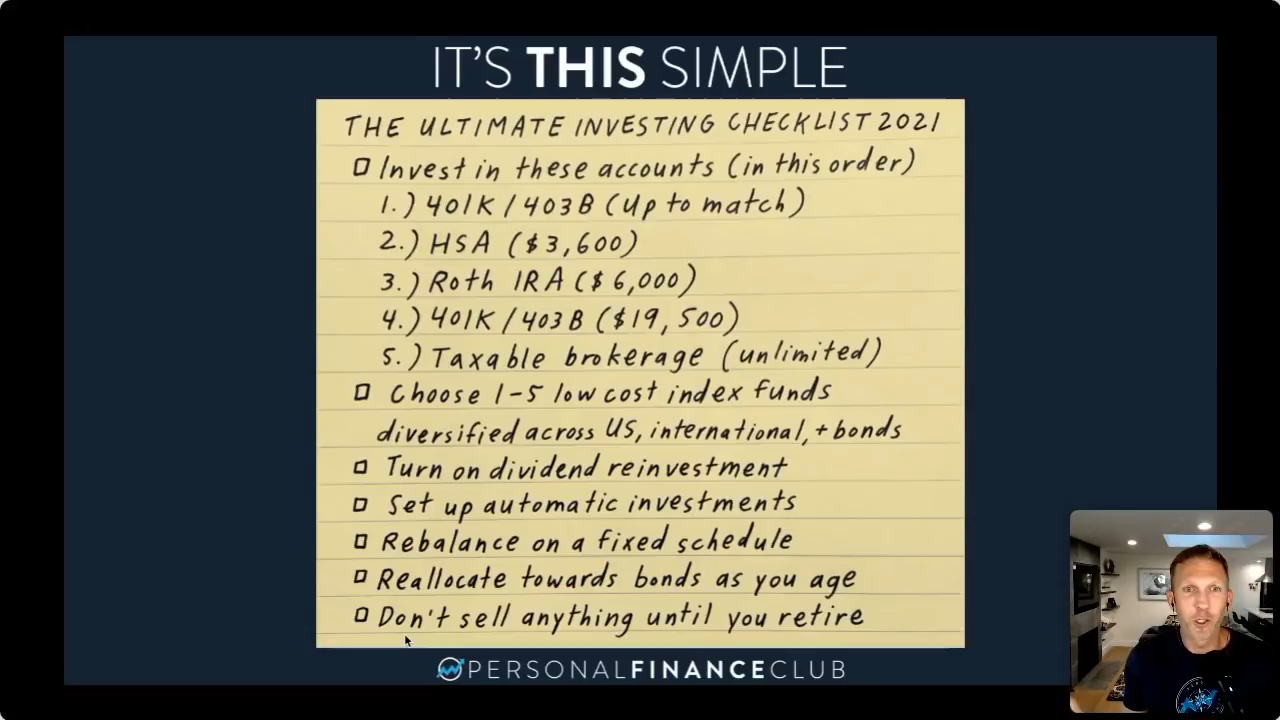 IT'S THIS SIMPLE
THE ULTIMATE INVESTING CHECKLIST 2021
Invest in these accounts (in this order)
1.) 401K / 403B (Up to match)
2.) HSA ($3,600)
3.) Roth IRA ($6,000)
4.) 401K / 403B ($19,500)
5.) Taxable brokerage (unlimited)
Choose 1-5 low cost index funds
diversified across US, international, + bonds
Turn on dividend reinvestment
Set up automatic investments
Rebalance on a fixed schedule
Reallocate towards bonds as you age
Don't sell anything until you retire
PERSONALFINANCECLUB